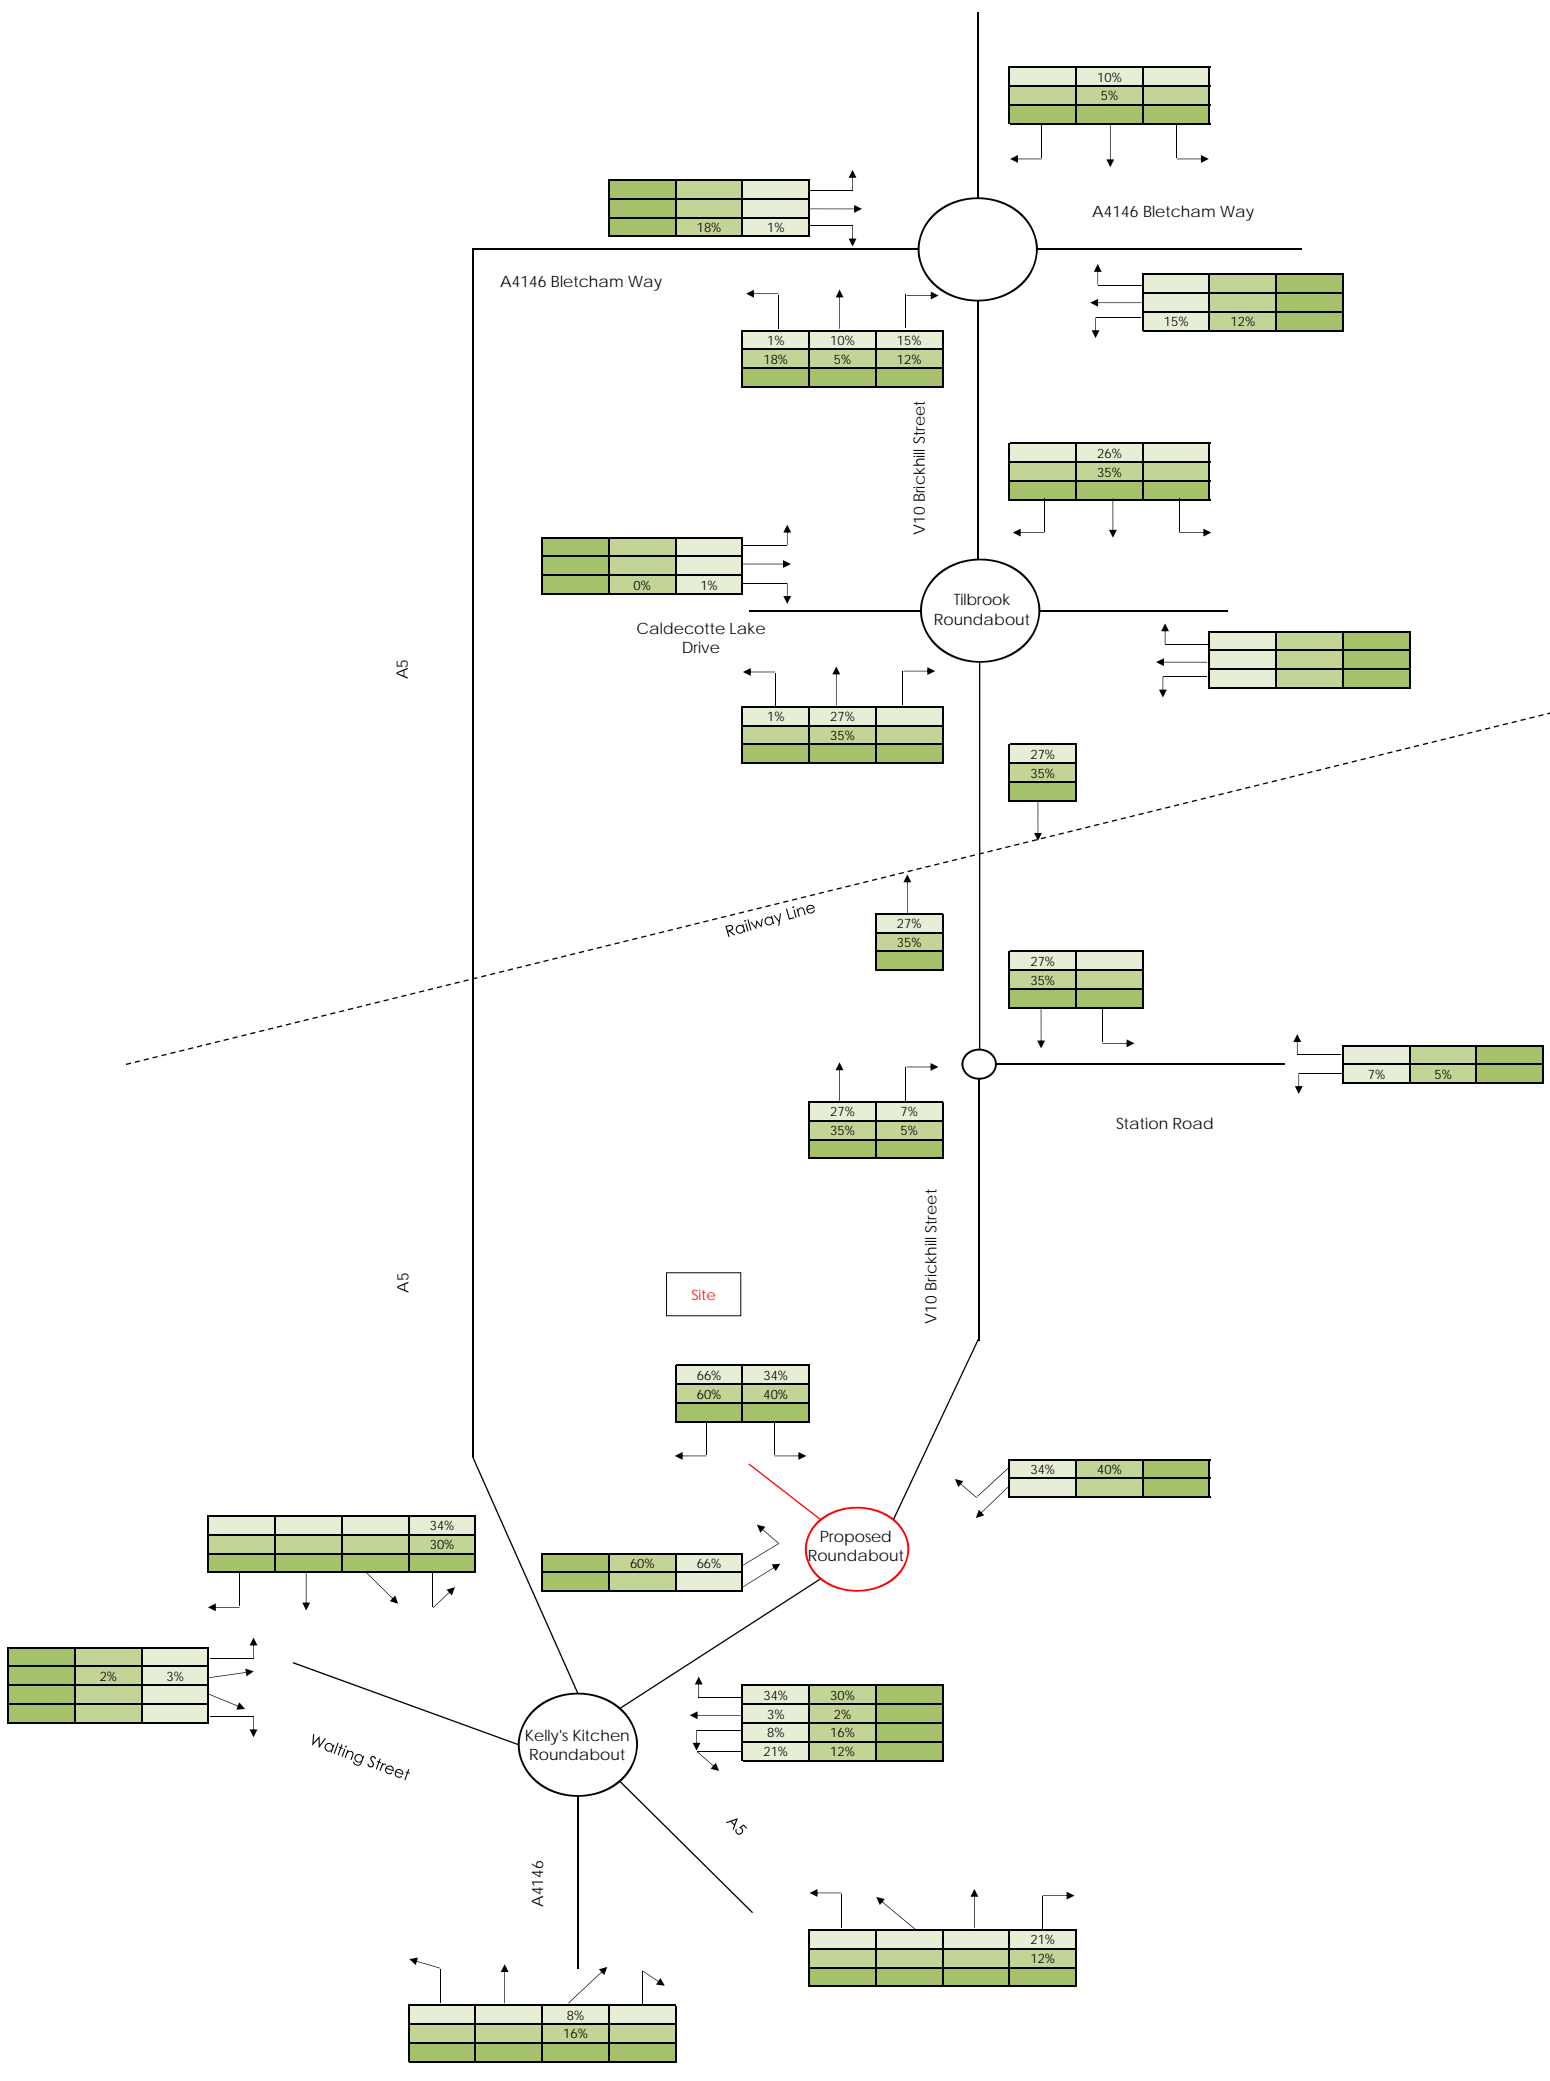 10%
5%
A4146 Bletcham Way
18% 1%
A4146 Bletcham Way
15% 12%
1% 10% 15%
18% 5% 12%
V10 Brickhill Street
26%
35%
0% 1%
Tilbrook
Roundabout
Caldecotte Lake
Drive
A5
1% 27%
35%
27%
35%
Railway Line
27%
35%
27%
35%
7% 5%
27% 7%
35% 5%
Station Road
V10 Brickhill Street
A5
Site
66% 34%
60% 40%
34% 40%
34%
30%
Proposed
Roundabout
60% 66%
2% 3%
34% 30%
3% 2%
8% 16%
21% 12%
Kelly's Kitchen
Roundabout
Walting Street
A5
A4146
21%
12%
8%
16%